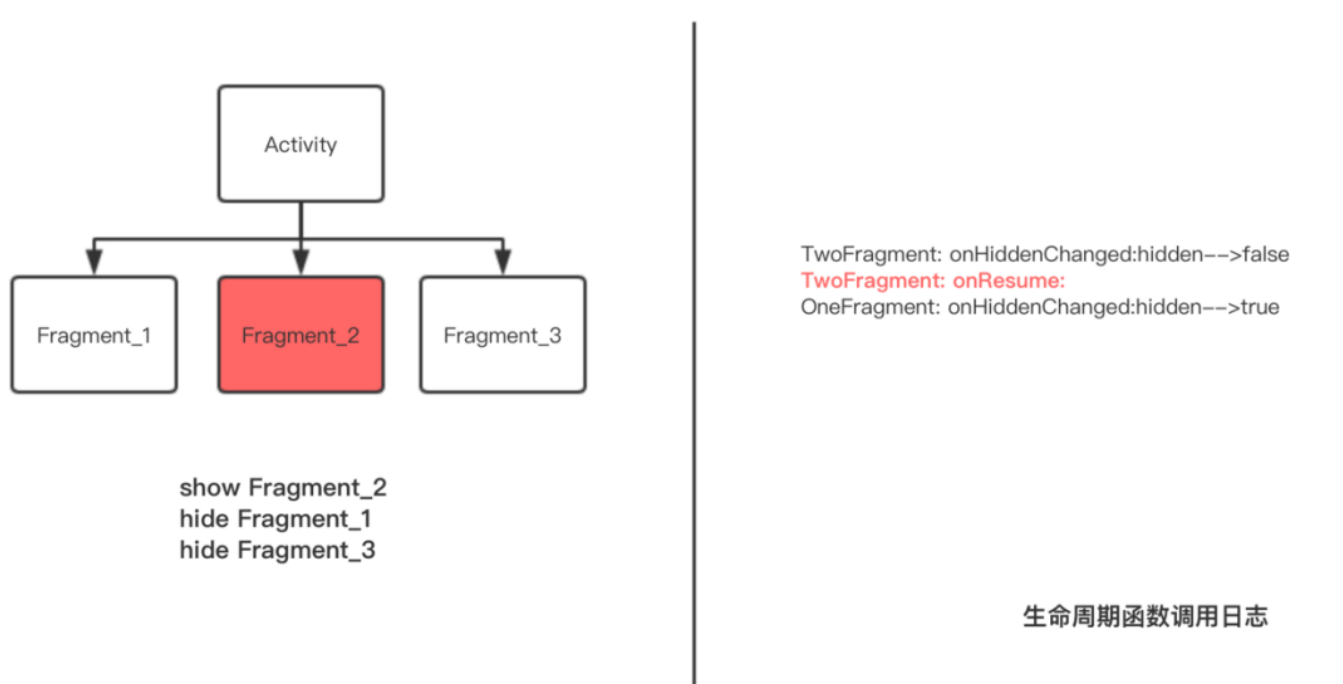 Activity
Fragment_1
Fragment_2
Fragment_3
show Fragment_2
hide Fragment_1
hide Fragment_3
TwoFragment: onHiddenChanged:hidden-->false
TwoFragment: onResume:
OneFragment: onHiddenChanged:hidden-->true
生命周期函数调用日志